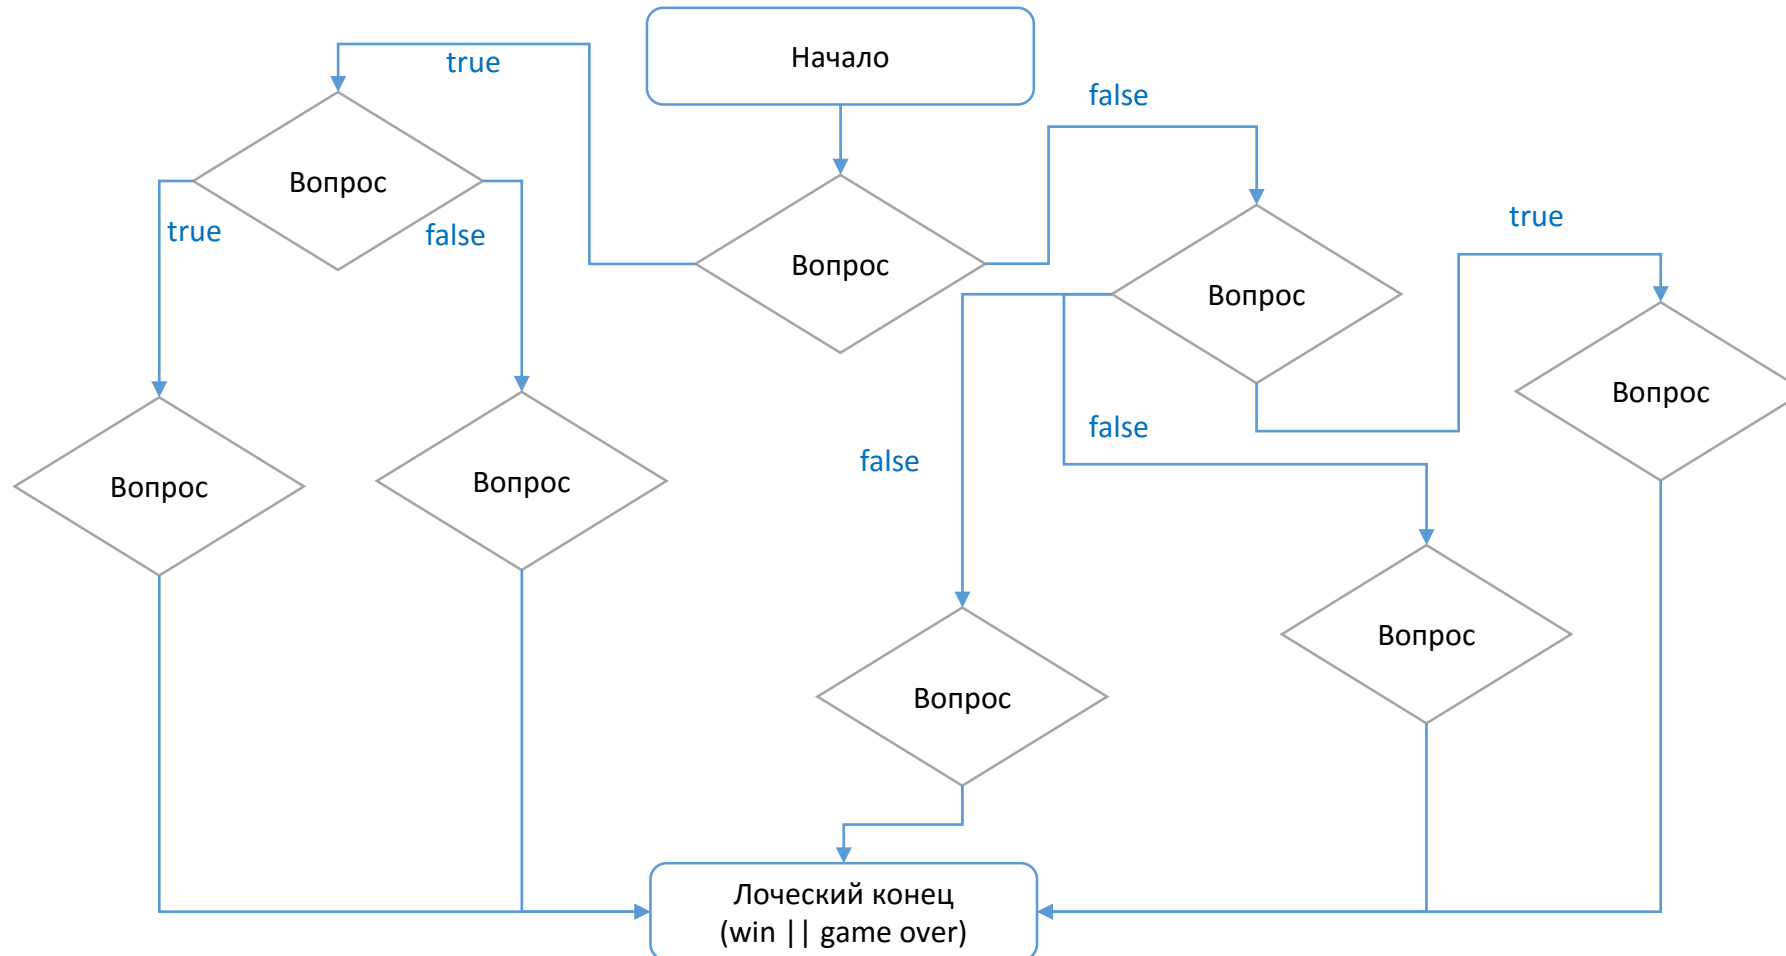 Начало
true
false
Вопрос
Вопрос
true
Вопрос
true
false
Вопрос
Вопрос
false
false
Вопрос
Вопрос
Вопрос
Вопрос
Лоческий конец
(win || game over)